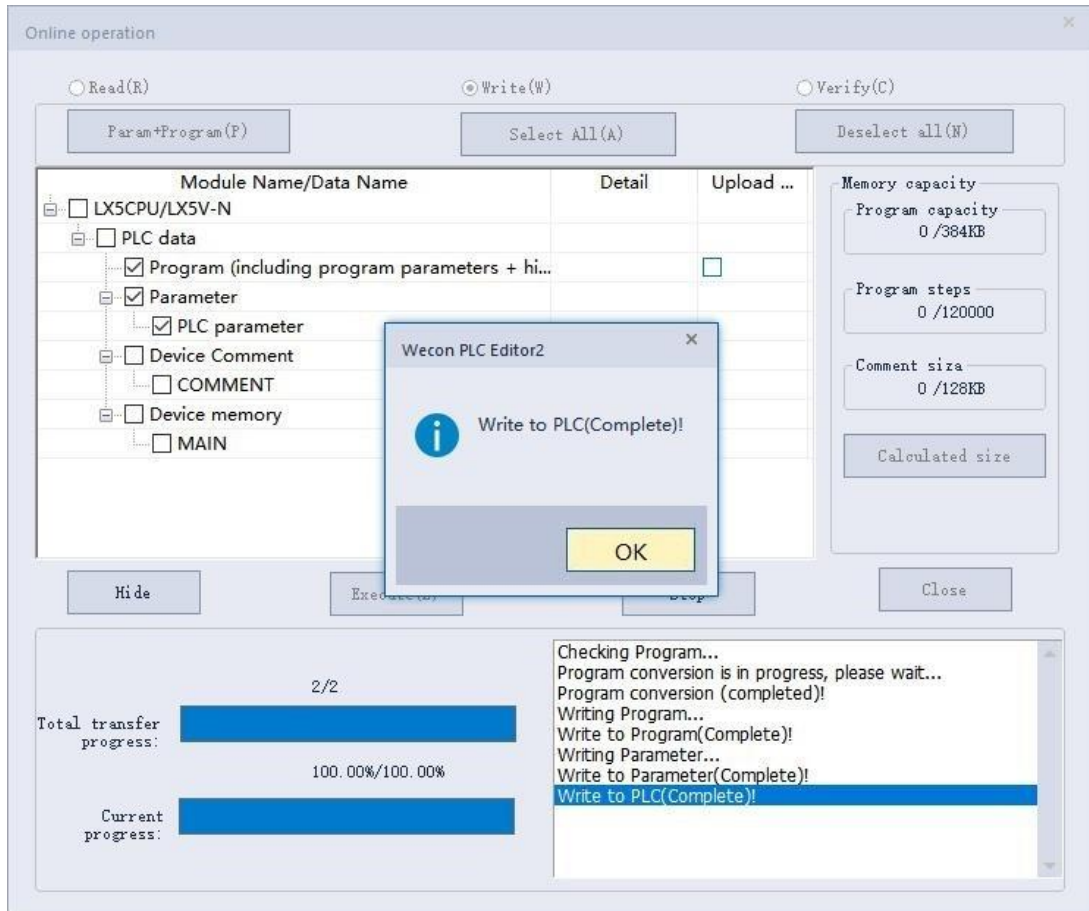 Online operation
Read(R) Write(W) Verify(C)
Param+Program(P) Select All(A) Deselect all(N)
Module Name/Data Name Detail Upload ...
LX5CPU/LX5V-N
PLC data
Program (including program parameters + hi...
Parameter
PLC parameter
Device Comment
COMMENT
Device memory
MAIN
Memory capacity
Program capacity
0 /384KB
Program steps
0 /120000
Comment siza
0 /128KB
Calculated size
Wecon PLC Editor2
Write to PLC(Complete)!
OK
Hide Close
2/2
Total transfer
progress:
100.00%/100.00%
Current
progress:
Checking Program...
Program conversion is in progress, please wait...
Program conversion (completed)!
Writing Program...
Write to Program(Complete)!
Writing Parameter...
Write to Parameter(Complete)!
Write to PLC(Complete)!